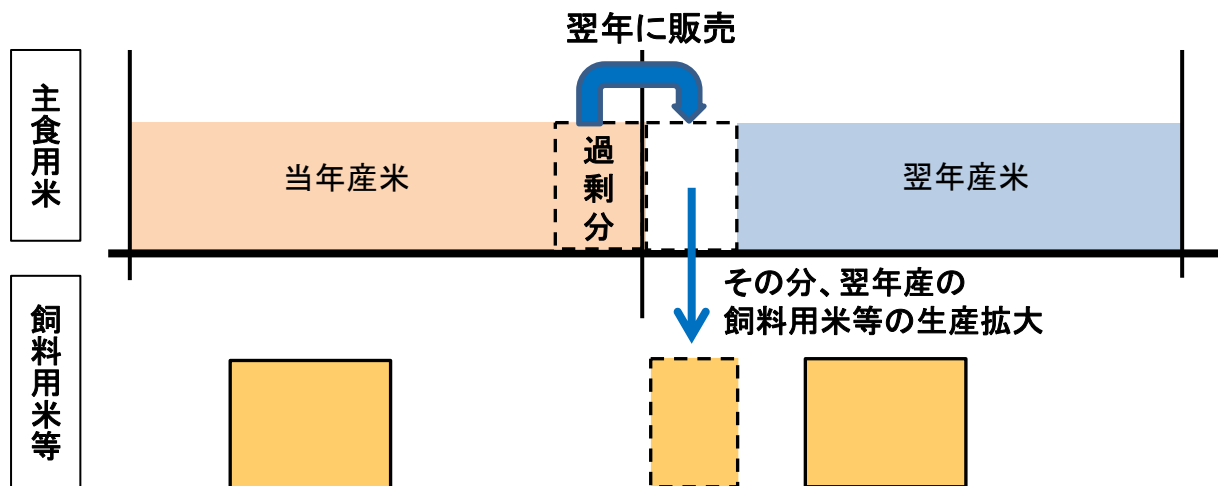 翌年に販売
主食用米
当年産米
過剰分
翌年産米
その分、翌年産の
飼料用米等の生産拡大
飼料用米等